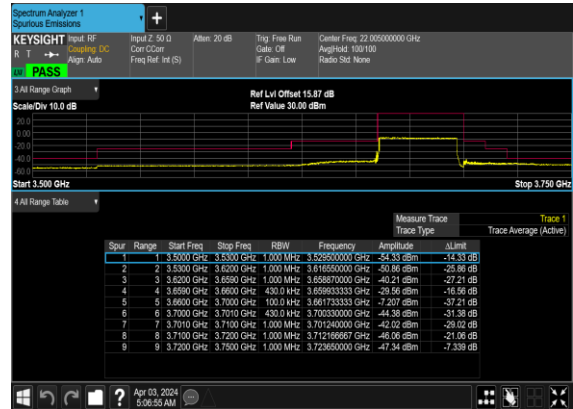 Spectrum Analyzer 1
Spurious Emissions
+
KEYSIGHT Input: RF Input Z: 50 Ω Atten: 20 dB Trig: Free Run Center Freq: 22.005000000 GHz
R T Coupling: DC Corr CCorr Gate: Off Avg|Hold: 100/100
Align: Auto Freq Ref: Int (S) IF Gain: Low Radio Std: None
PASS
3 All Range Graph
Ref Lvl Offset 15.87 dB
Scale/Div 10.0 dB Ref Value 30.00 dBm
20.0
0.00
-20.0
-40.0
-60.0
Start 3.500 GHz Stop 3.750 GHz
4 All Range Table
Measure Trace Trace 1
Trace Type Trace Average (Active)
Spur Range Start Freq Stop Freq RBW Frequency Amplitude ΔLimit
1 1 3.5000 GHz 3.5300 GHz 1.000 MHz 3.529500000 GHz -54.33 dBm -14.33 dB
2 2 3.5300 GHz 3.6200 GHz 1.000 MHz 3.616550000 GHz -50.86 dBm -25.86 dB
3 3 3.6200 GHz 3.6590 GHz 1.000 MHz 3.658870000 GHz -40.21 dBm -27.21 dB
4 4 3.6590 GHz 3.6600 GHz 430.0 kHz 3.659933333 GHz -29.56 dBm -16.56 dB
5 5 3.6600 GHz 3.7000 GHz 100.0 kHz 3.661733333 GHz -7.207 dBm -37.21 dB
6 6 3.7000 GHz 3.7010 GHz 430.0 kHz 3.700330000 GHz -44.38 dBm -31.38 dB
7 7 3.7010 GHz 3.7100 GHz 1.000 MHz 3.701240000 GHz -42.02 dBm -29.02 dB
8 8 3.7100 GHz 3.7200 GHz 1.000 MHz 3.712166667 GHz -46.06 dBm -21.06 dB
9 9 3.7200 GHz 3.7500 GHz 1.000 MHz 3.723650000 GHz -47.34 dBm -7.339 dB
? Apr 03, 2024
5:06:55 AM